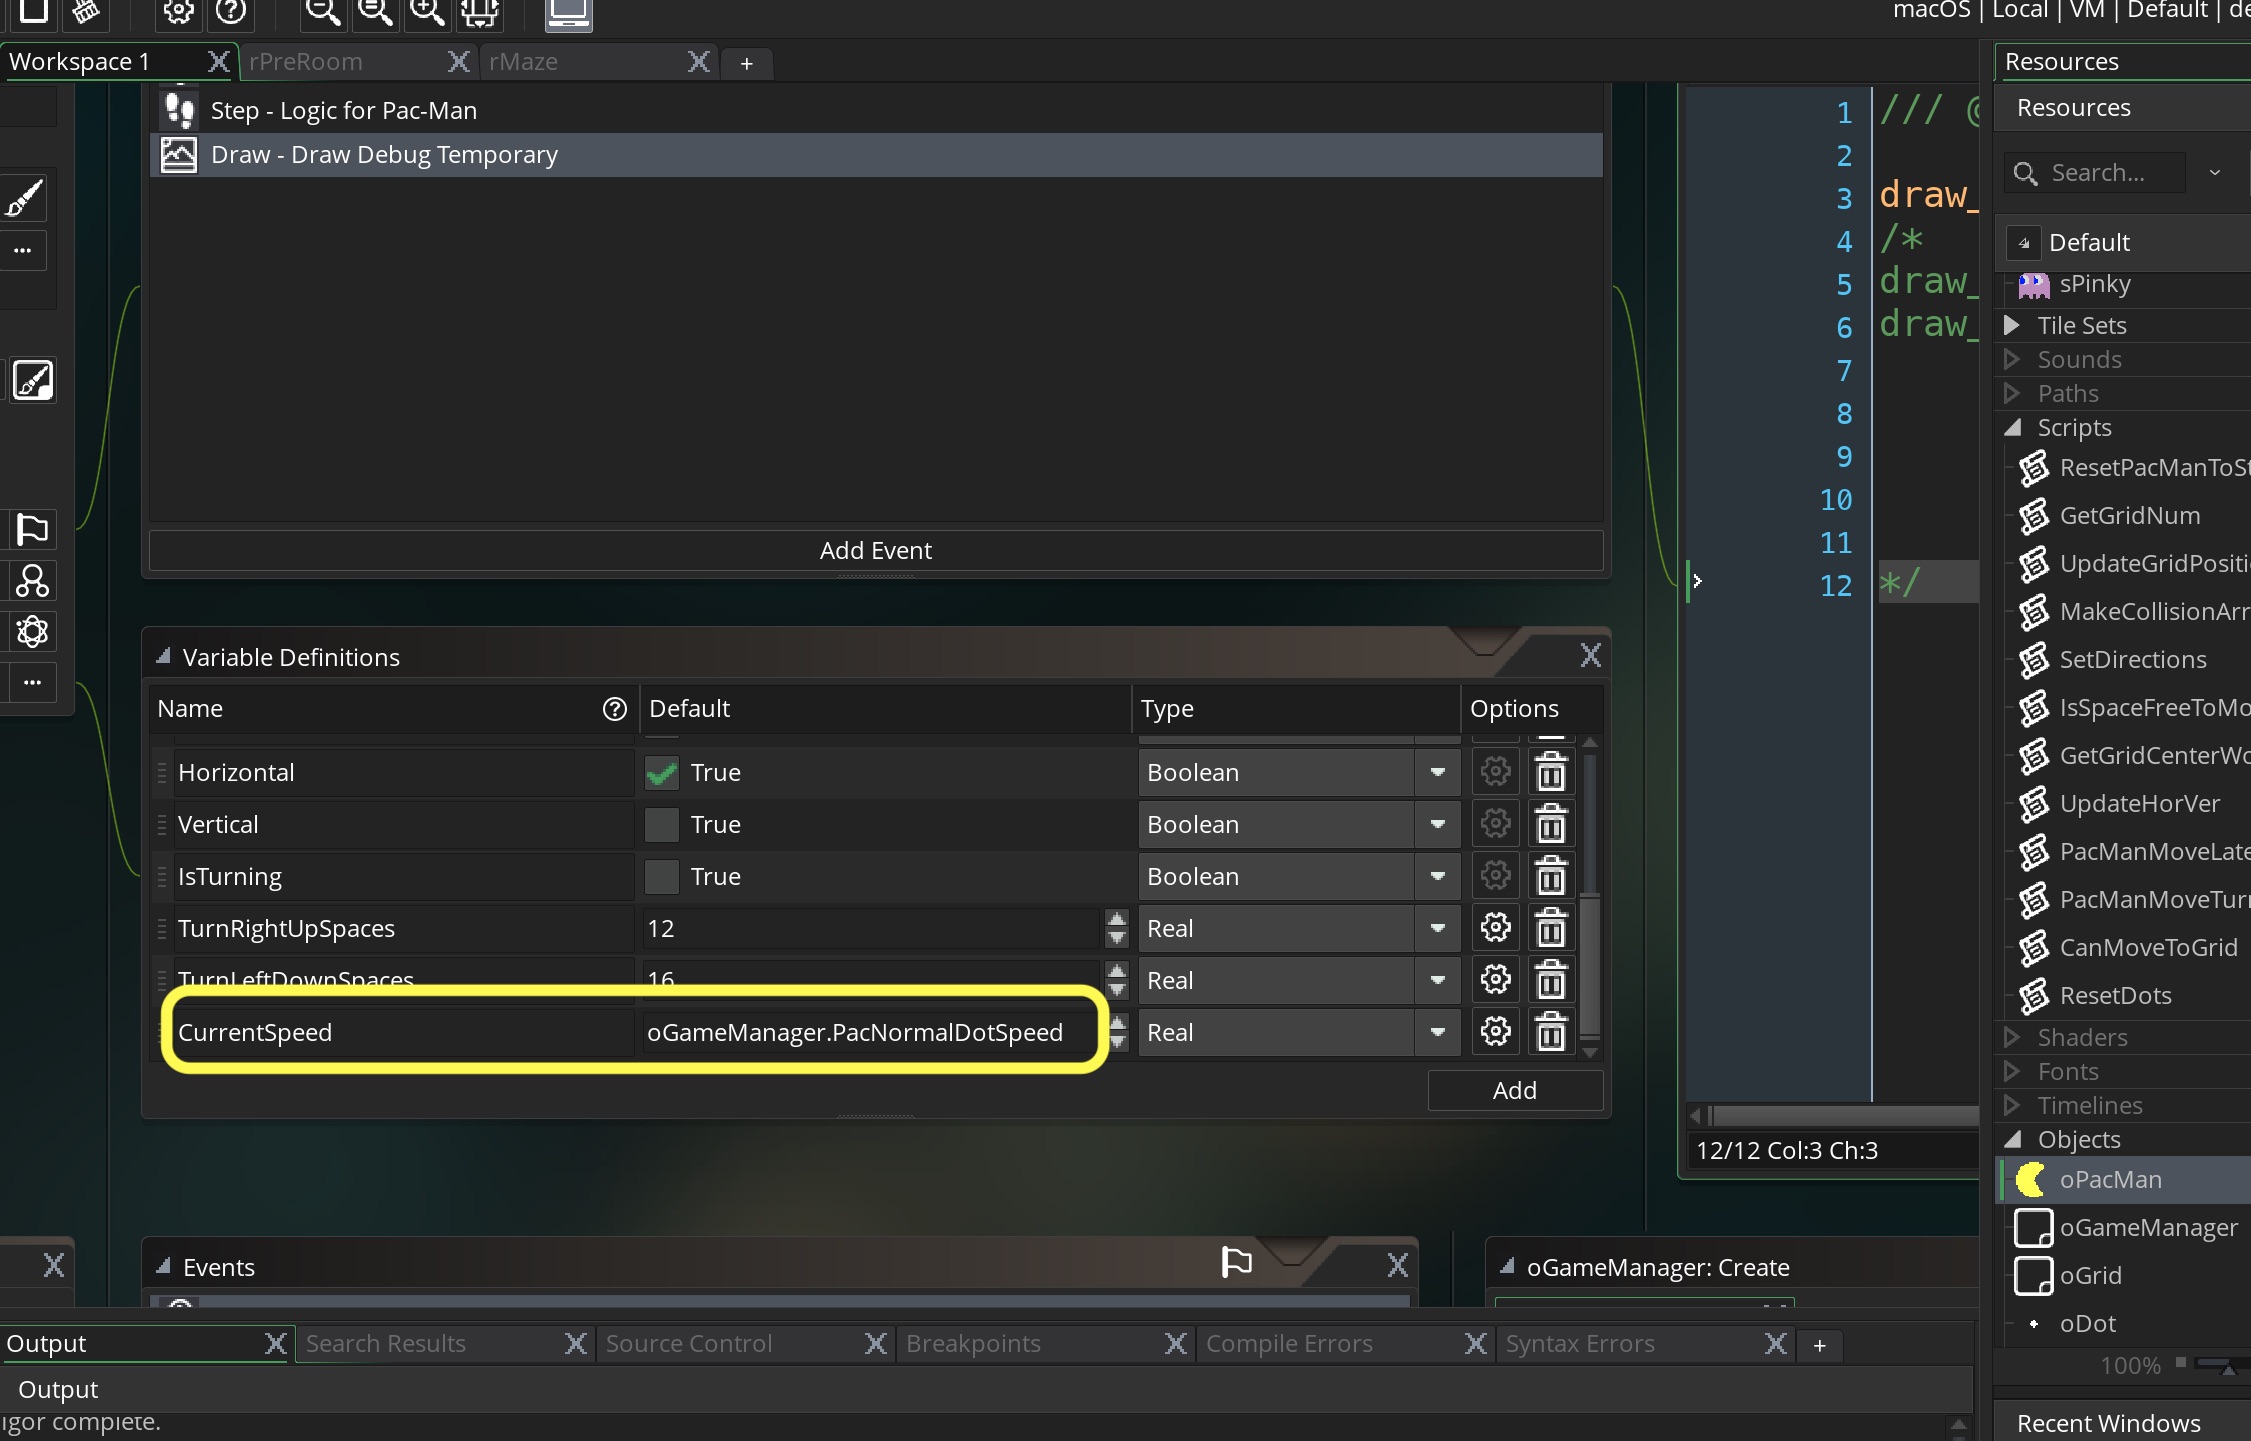 macOS | Local | VM | Default |
Workspace 1
rPreRoom
rMaze
+
Step - Logic for Pac-Man
Draw - Draw Debug Temporary
Add Event
Variable Definitions
Name
Default
Type
Options
Horizontal
True
Boolean
Vertical
True
Boolean
IsTurning
True
Boolean
TurnRightUpSpaces
12
Real
TurnLeftDownSpaces
16
Real
CurrentSpeed
oGameManager.PacNormalDotSpeed
Real
Add
Events
oGameManager: Create
1 ///
2
3 draw_
4 /*
5 draw_
6 draw_
7
8
9
10
11
12 */
12/12 Col:3 Ch:3
Resources
Resources
Search...
Default
sPinky
Tile Sets
Sounds
Paths
Scripts
ResetPacManToSt
GetGridNum
UpdateGridPositi
MakeCollisionArr
SetDirections
IsSpaceFreeToMo
GetGridCenterWo
UpdateHorVer
PacManMoveLate
PacManMoveTurn
CanMoveToGrid
ResetDots
Shaders
Fonts
Timelines
Objects
oPacMan
oGameManager
oGrid
oDot
100%
Recent Windows
Output
Search Results
Source Control
Breakpoints
Compile Errors
Syntax Errors
+
Output
igor complete.